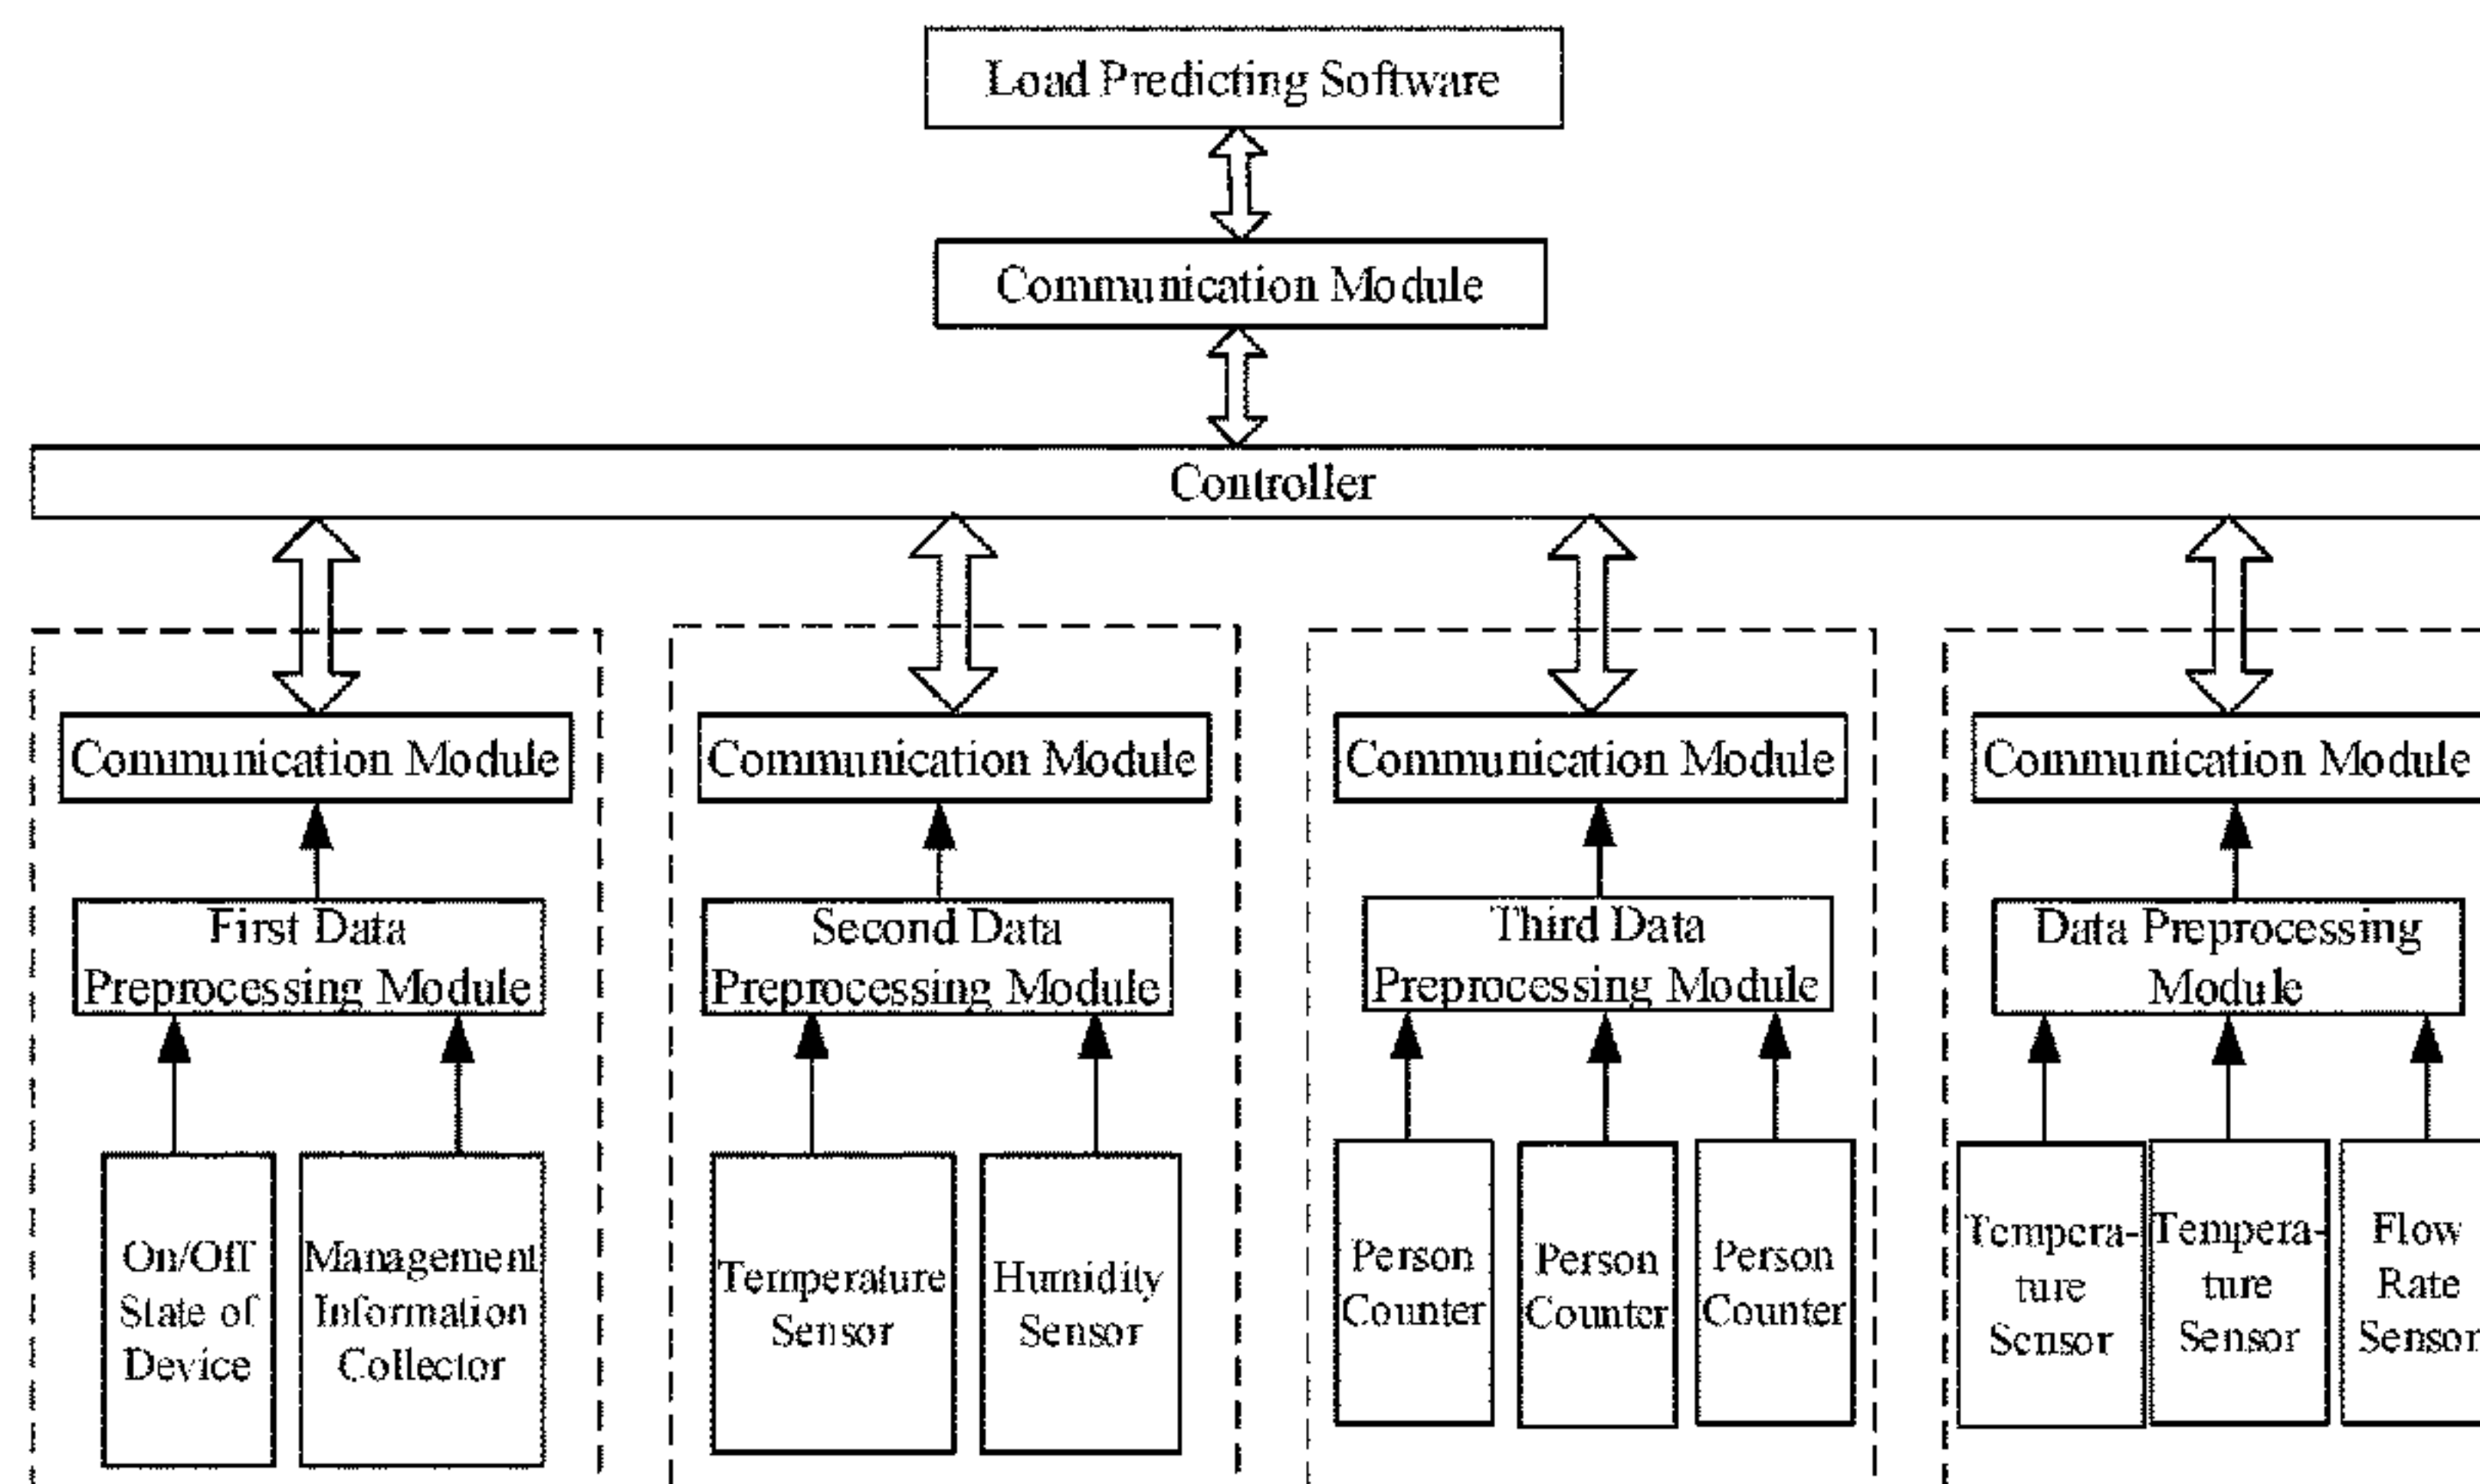 Load Predicting Software
Communication Module
Controller
Communication Module
Communication Module
Communication Module
Communication Module
First Data
Preprocessing Module
Second Data
Preprocessing Module
Third Data
Preprocessing Module
Data Preprocessing
Module
On/Off
State of
Device
Management
Information
Collector
Temperature
Sensor
Humidity
Sensor
Person
Counter
Person
Counter
Person
Counter
Tempera-
ture
Sensor
Tempera-
ture
Sensor
Flow
Rate
Sensor